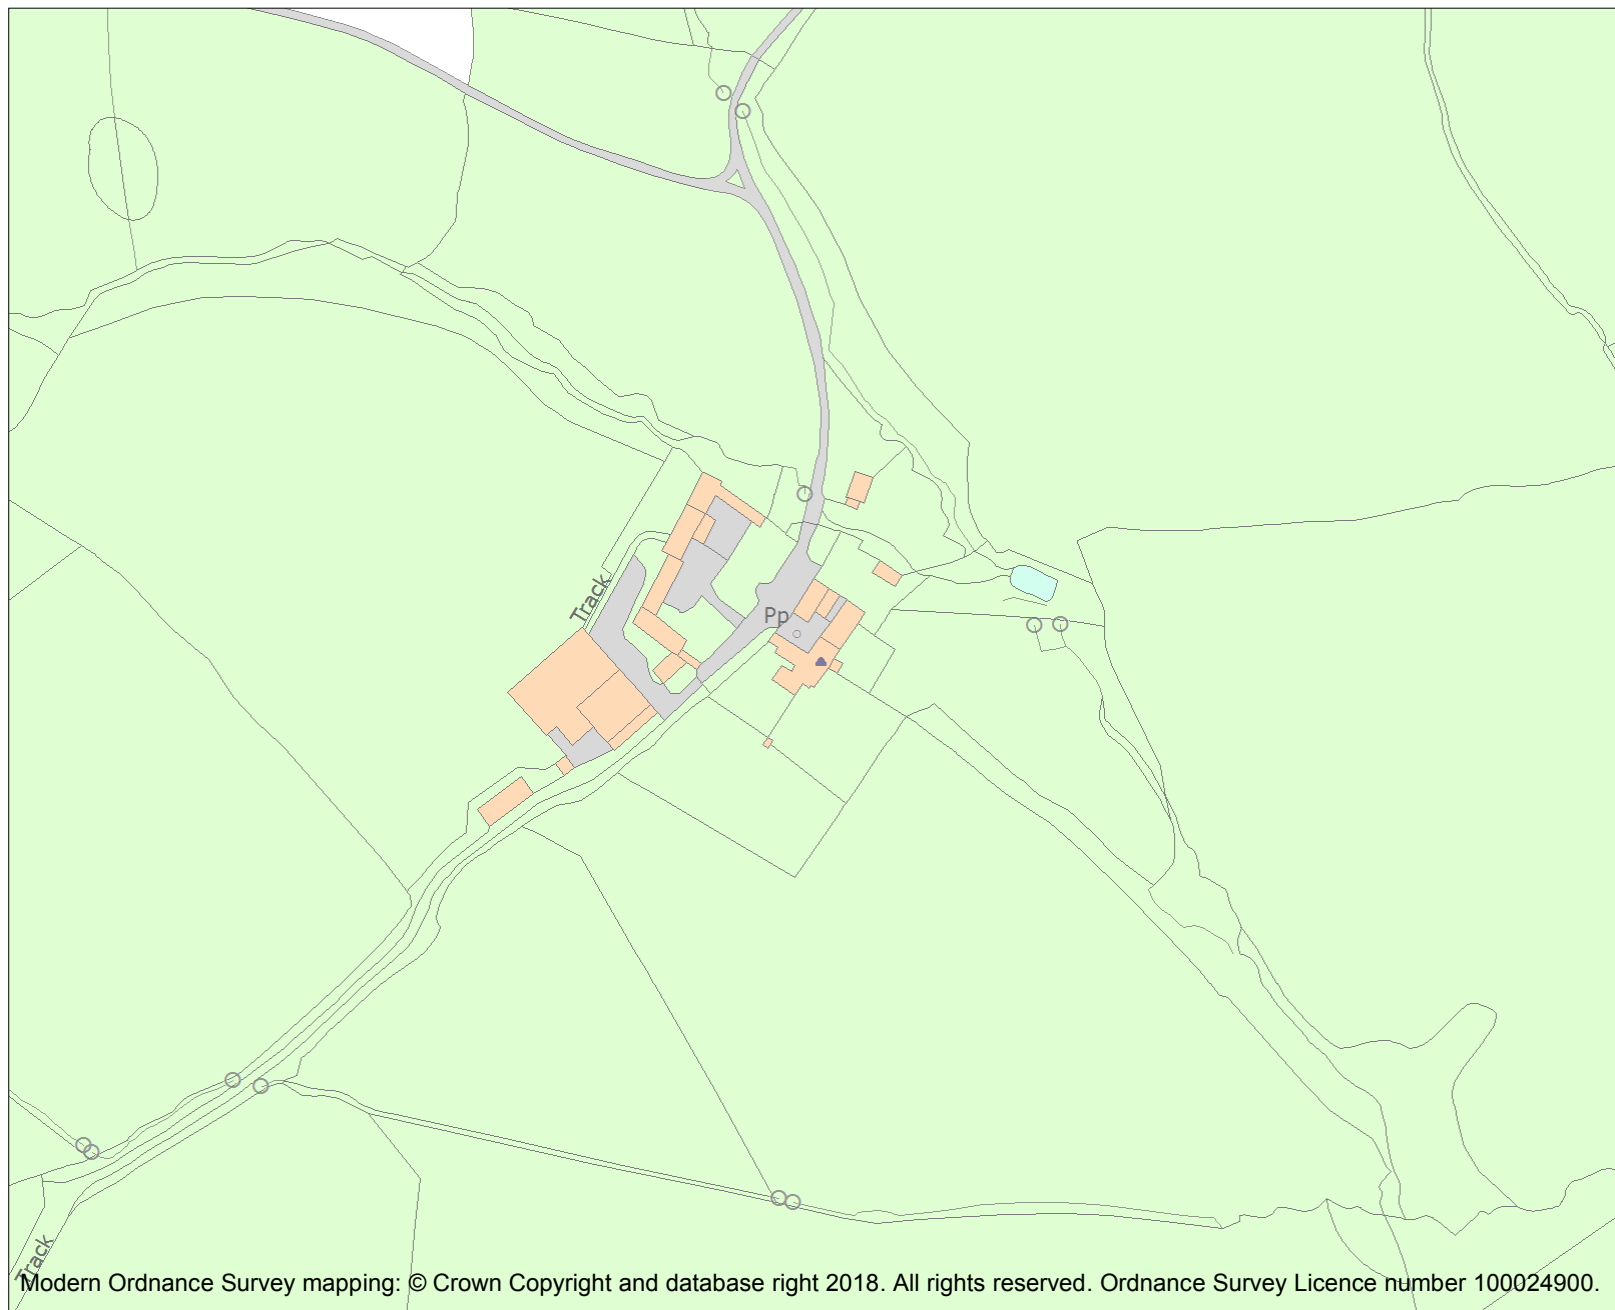 Track
Pp
Track
Modern Ordnance Survey mapping: © Crown Copyright and database right 2018. All rights reserved. Ordnance Survey Licence number 100024900.